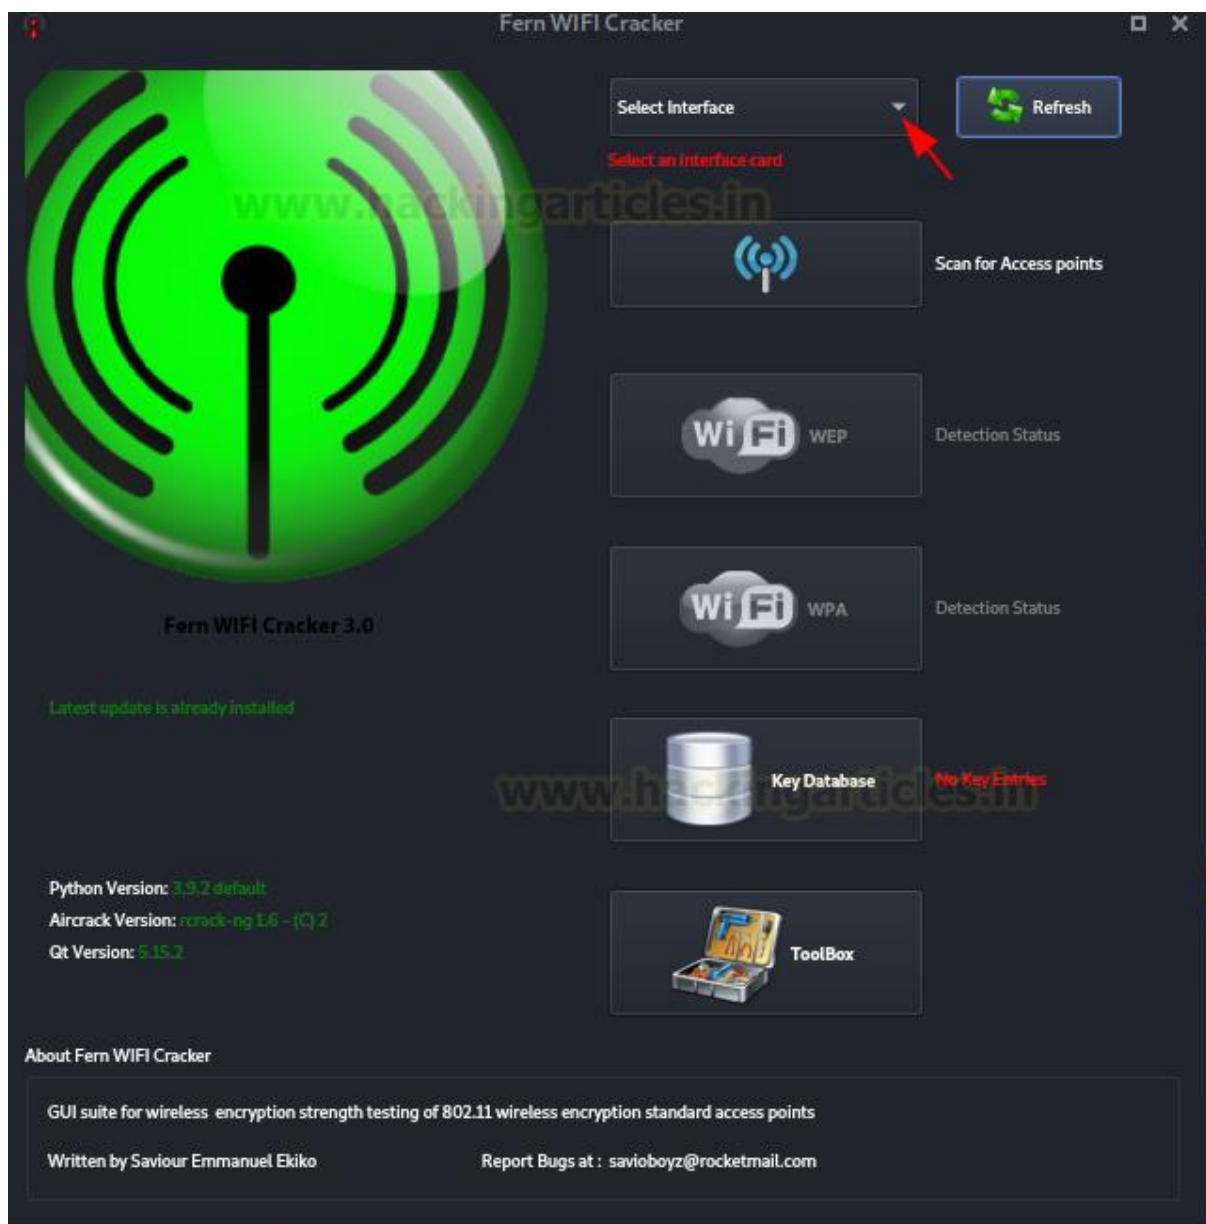 Fern WIFI Cracker
Select Interface
Refresh
Select an interface card
www.hackingarticles.in
Scan for Access points
WiFi WEP
Detection Status
WiFi WPA
Detection Status
Fern WIFI Cracker 3.0
Latest update is already installed
Key Database
No Key Entries
www.hackingarticles.in
Python Version: 3.9.2 default
Aircrack Version: rcrack-ng 1.6 – (C) 2
Qt Version: 5.15.2
ToolBox
About Fern WIFI Cracker
GUI suite for wireless encryption strength testing of 802.11 wireless encryption standard access points
Written by Saviour Emmanuel Ekiko
Report Bugs at : savioboyz@rocketmail.com